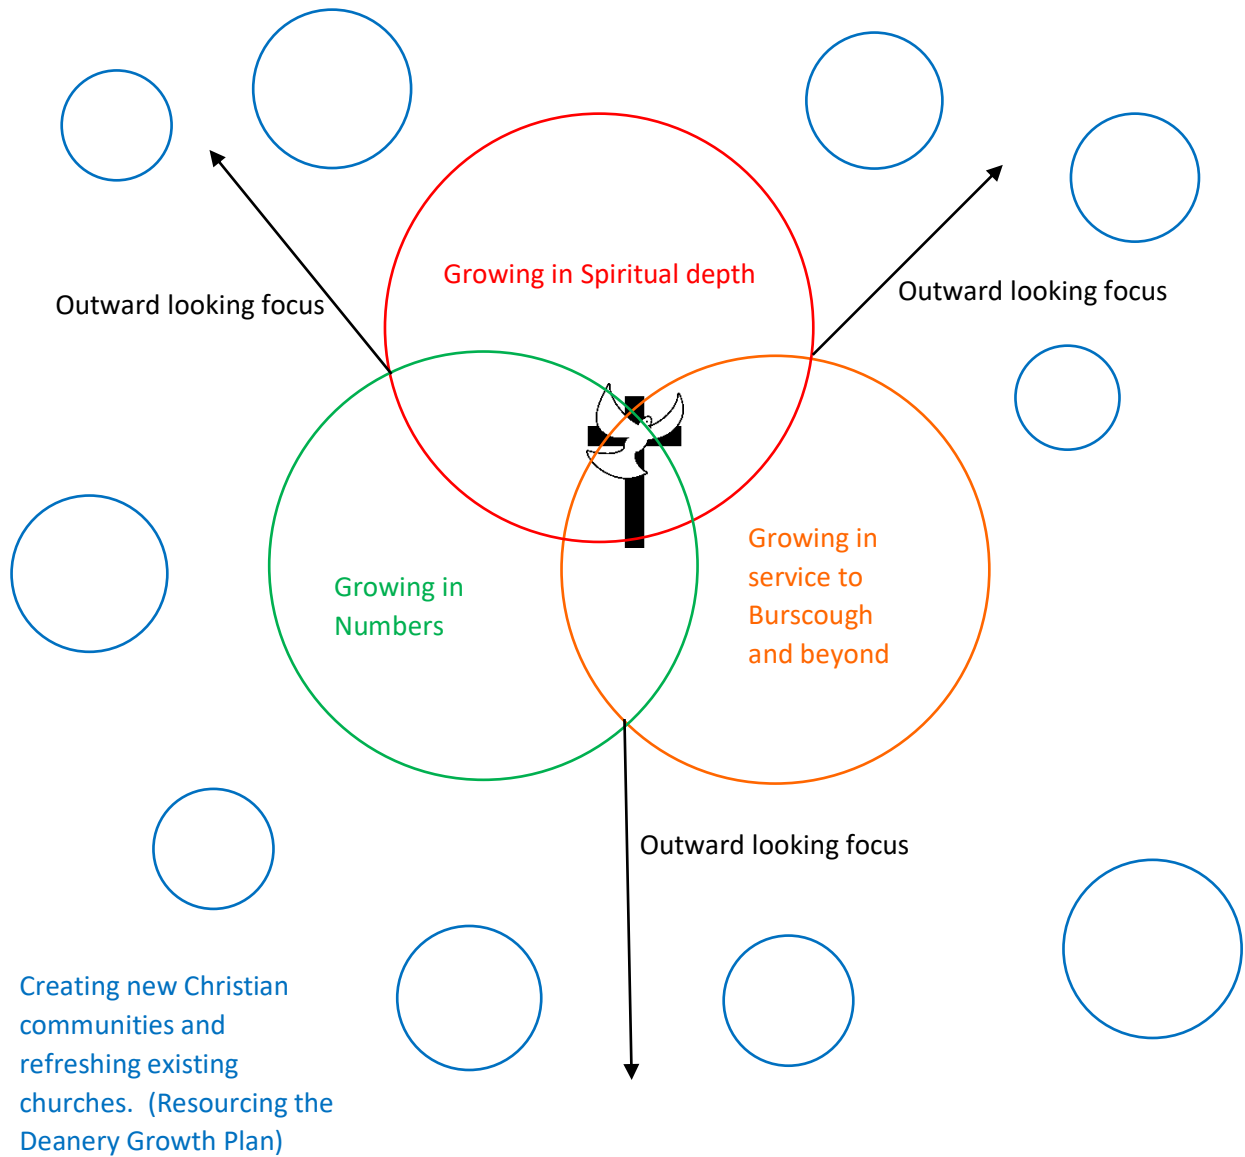 Growing in Spiritual depth
Outward looking focus
Outward looking focus
Growing in
service to
Burscough
and beyond
Growing in
Numbers
Outward looking focus
Creating new Christian
communities and
refreshing existing
churches.  (Resourcing the
Deanery Growth Plan)